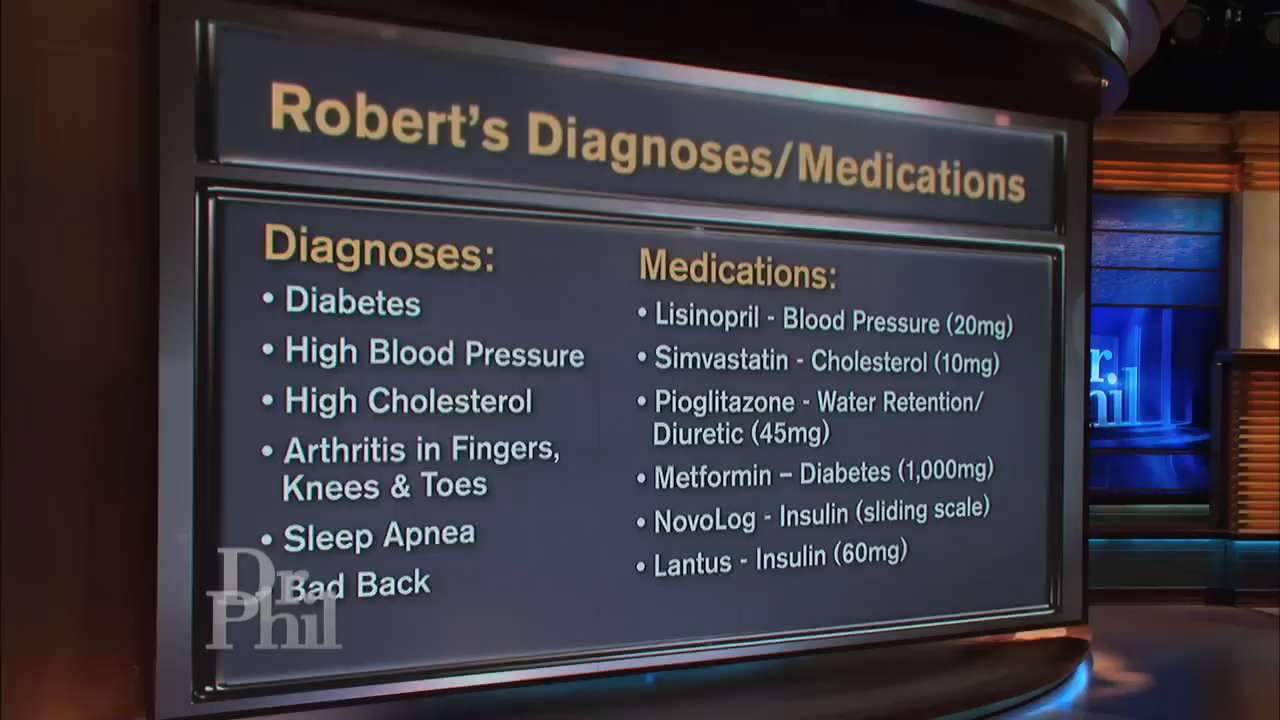 Robert's Diagnoses/Medications
Diagnoses:
• Diabetes
• High Blood Pressure
• High Cholesterol
• Arthritis in Fingers,
Knees & Toes
• Sleep Apnea
Bad Back
Medications:
• Lisinopril - Blood Pressure (20mg)
• Simvastatin - Cholesterol (10mg)
• Pioglitazone - Water Retention/
Diuretic (45mg)
• Metformin – Diabetes (1,000mg)
• NovoLog - Insulin (sliding scale)
• Lantus - Insulin (60mg)
Dr.
Phil
r.
hil